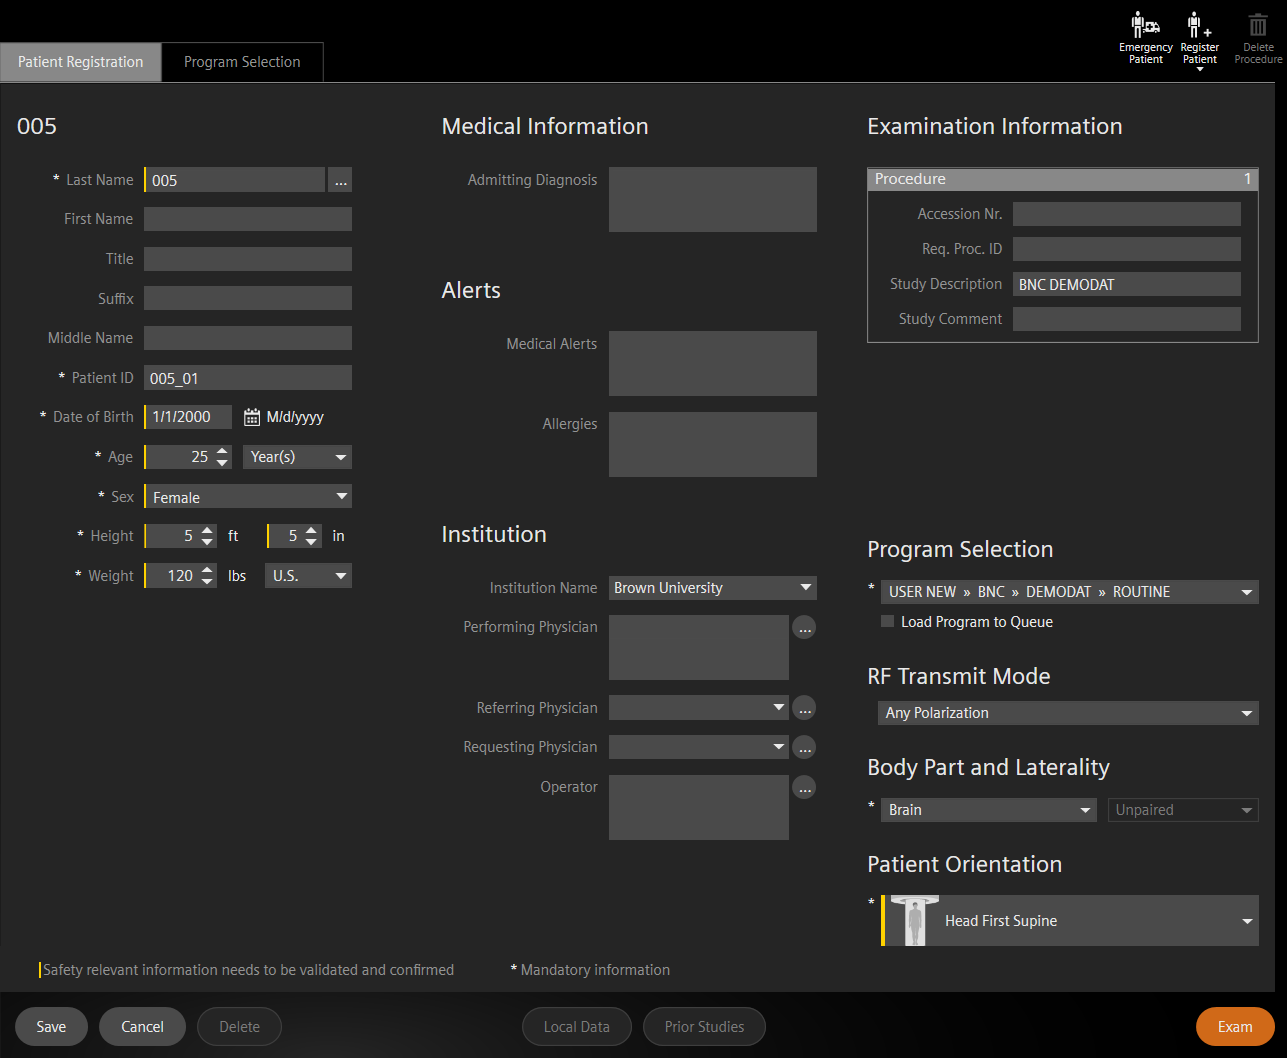 Emergency Patient
Register Patient
Delete Procedure
Patient Registration
Program Selection
005
* Last Name 005 ...
First Name
Title
Suffix
Middle Name
* Patient ID 005_01
* Date of Birth 1/1/2000 M/d/yyyy
* Age 25 Year(s)
* Sex Female
* Height 5 ft 5 in
* Weight 120 lbs U.S.
Medical Information
Admitting Diagnosis
Alerts
Medical Alerts
Allergies
Institution
Institution Name Brown University
Performing Physician ...
Referring Physician ...
Requesting Physician ...
Operator ...
Examination Information
Procedure 1
Accession Nr.
Req. Proc. ID
Study Description BNC DEMODAT
Study Comment
Program Selection
* USER NEW » BNC » DEMODAT » ROUTINE
Load Program to Queue
RF Transmit Mode
Any Polarization
Body Part and Laterality
* Brain Unpaired
Patient Orientation
* Head First Supine
Safety relevant information needs to be validated and confirmed
* Mandatory information
Save Cancel Delete Local Data Prior Studies Exam